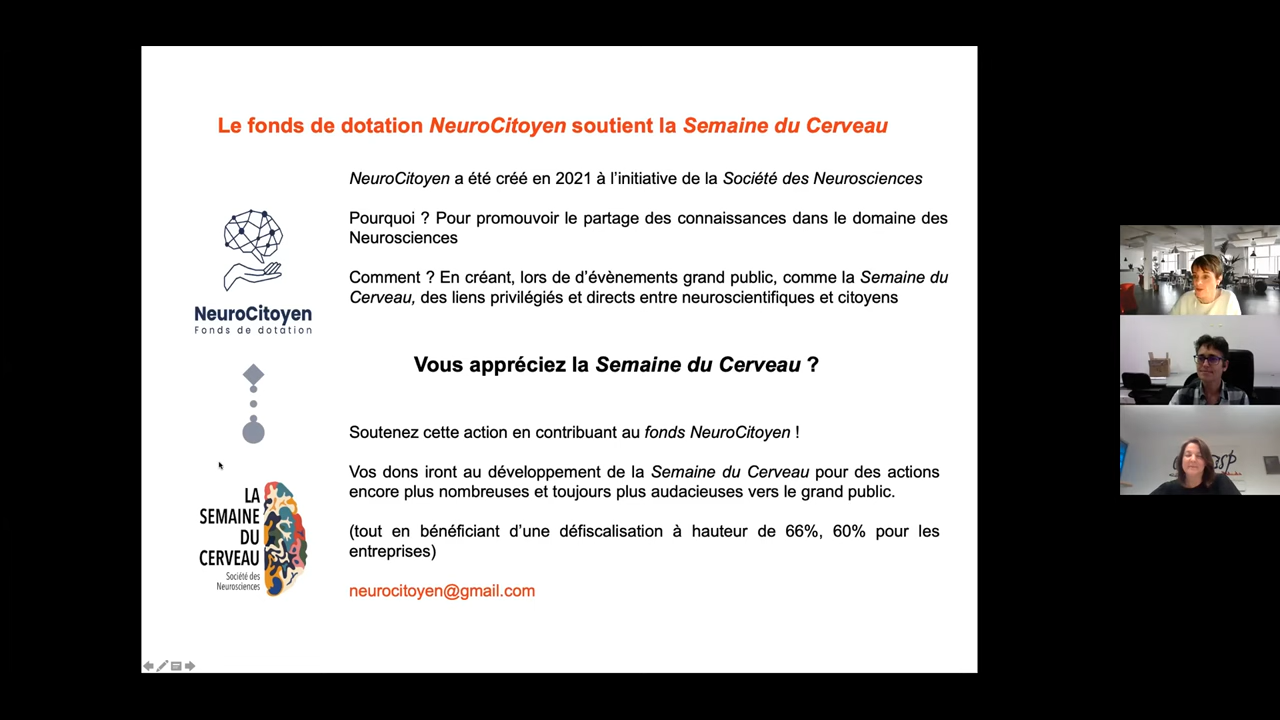 Le fonds de dotation NeuroCitoyen soutient la Semaine du Cerveau
NeuroCitoyen a été créé en 2021 à l'initiative de la Société des Neurosciences
Pourquoi ? Pour promouvoir le partage des connaissances dans le domaine des
Neurosciences
Comment ? En créant, lors de d'évènements grand public, comme la Semaine du
Cerveau, des liens privilégiés et directs entre neuroscientifiques et citoyens
NeuroCitoyen
Fonds de dotation
Vous appréciez la Semaine du Cerveau ?
Soutenez cette action en contribuant au fonds NeuroCitoyen !
Vos dons iront au développement de la Semaine du Cerveau pour des actions
encore plus nombreuses et toujours plus audacieuses vers le grand public.
(tout en bénéficiant d'une défiscalisation à hauteur de 66%, 60% pour les
entreprises)
neurocitoyen@gmail.com
LA
SEMAINE
DU
CERVEAU
Société des
Neurosciences